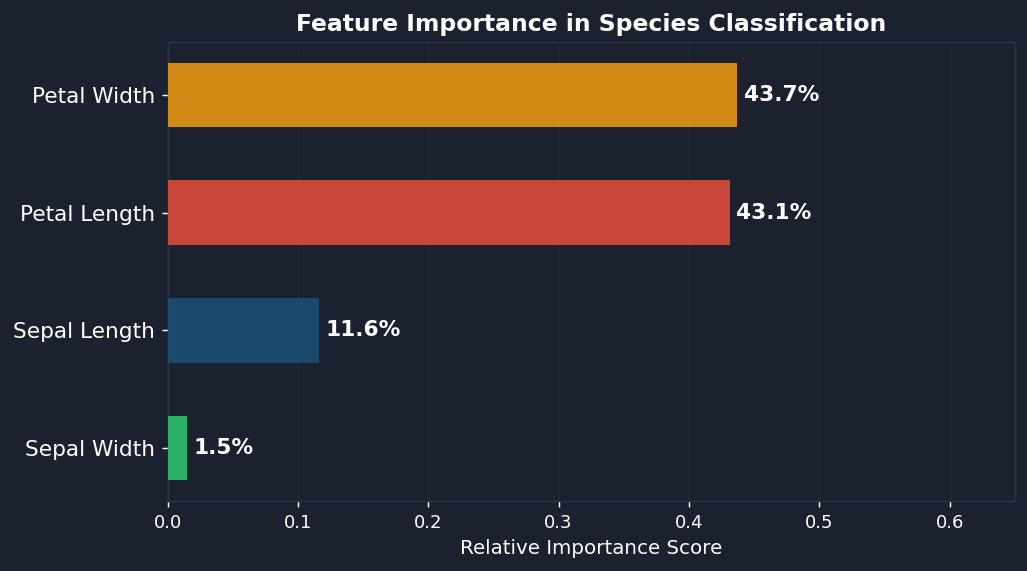 Feature Importance in Species Classification
Petal Width
43.7%
Petal Length
43.1%
Sepal Length
11.6%
Sepal Width
1.5%
0.0 0.1 0.2 0.3 0.4 0.5 0.6
Relative Importance Score